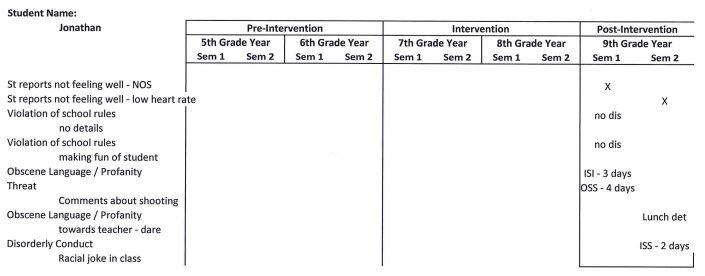 Student Name:
Jonathan
Pre-Intervention Intervention Post-Intervention
5th Grade Year 6th Grade Year 7th Grade Year 8th Grade Year 9th Grade Year
Sem 1 Sem 2 Sem 1 Sem 2 Sem 1 Sem 2 Sem 1 Sem 2 Sem 1 Sem 2
St reports not feeling well - NOS X
St reports not feeling well - low heart rate X
Violation of school rules no dis
no details
Violation of school rules no dis
making fun of student
Obscene Language / Profanity ISI - 3 days
Threat OSS - 4 days
Comments about shooting
Obscene Language / Profanity Lunch det
towards teacher - dare
Disorderly Conduct ISS - 2 days
Racial joke in class